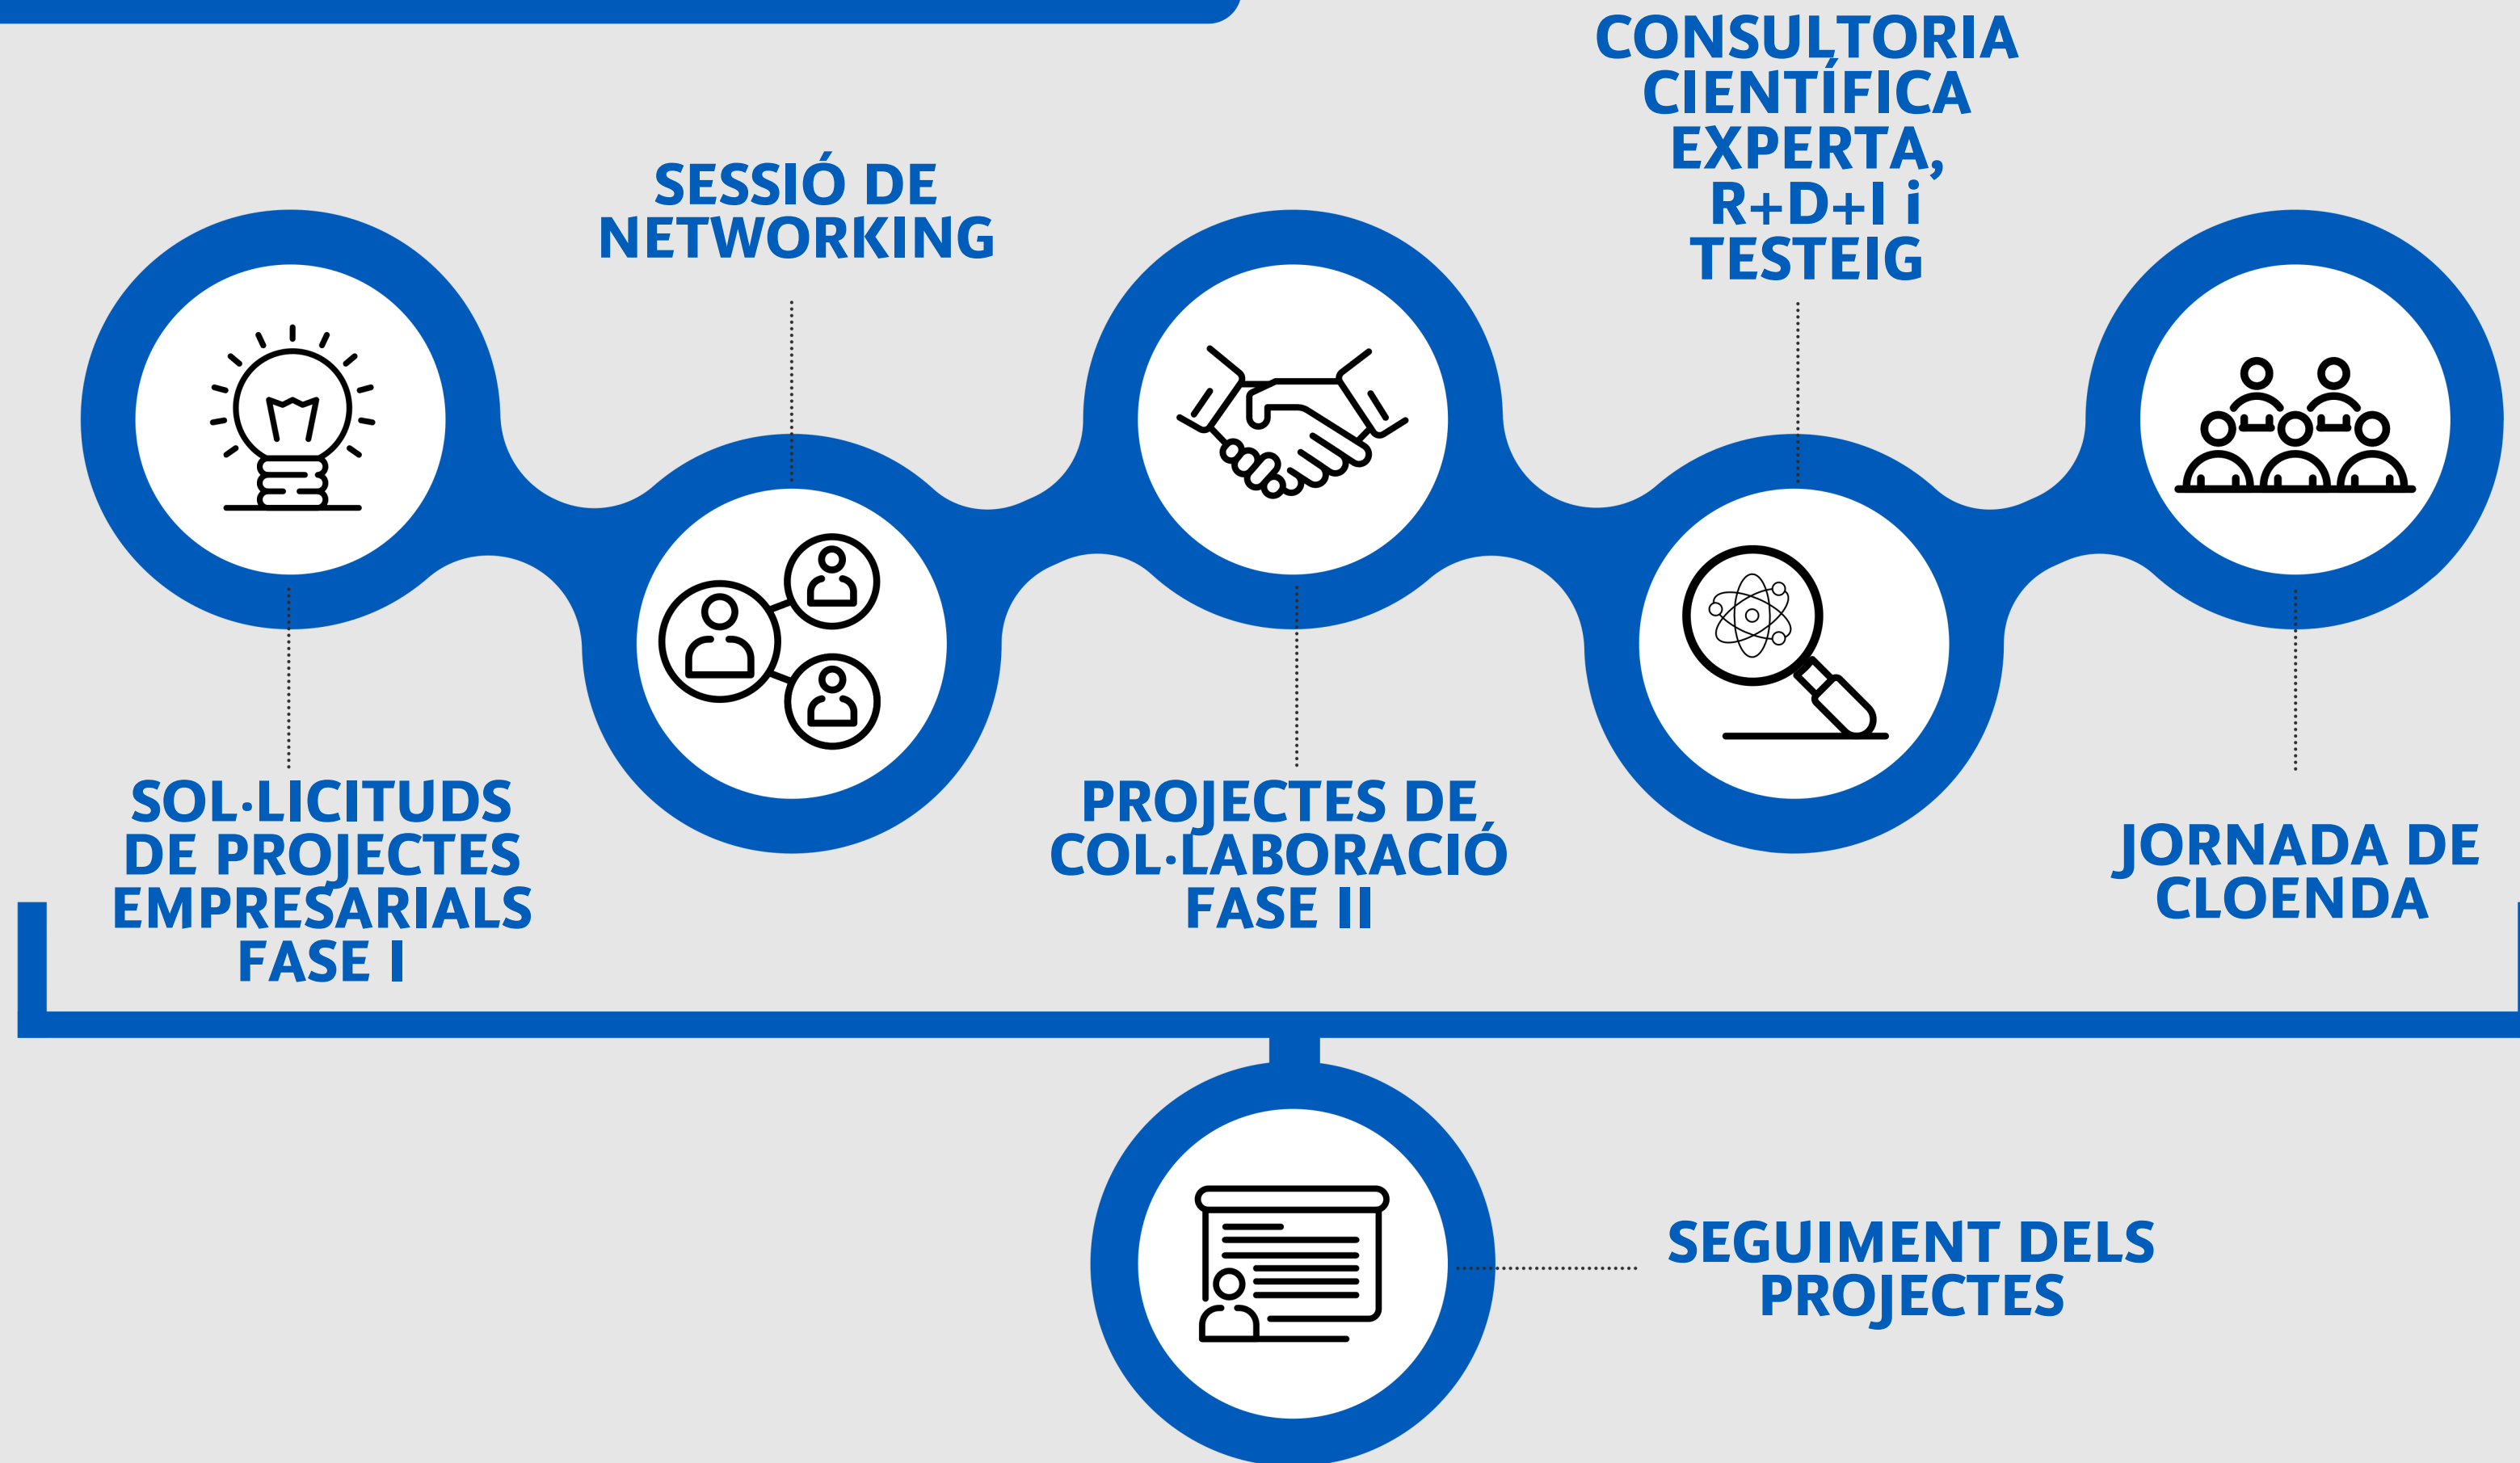 SOL·LICITUDS
DE PROJECTES
EMPRESARIALS
FASE I
SESSIÓ DE
NETWORKING
PROJECTES DE
COL·LABORACIÓ
FASE II
CONSULTORIA
CIENTÍFICA
EXPERTA,
R+D+I i
TESTEIG
JORNADA DE
CLOENDA
SEGUIMENT DELS
PROJECTES